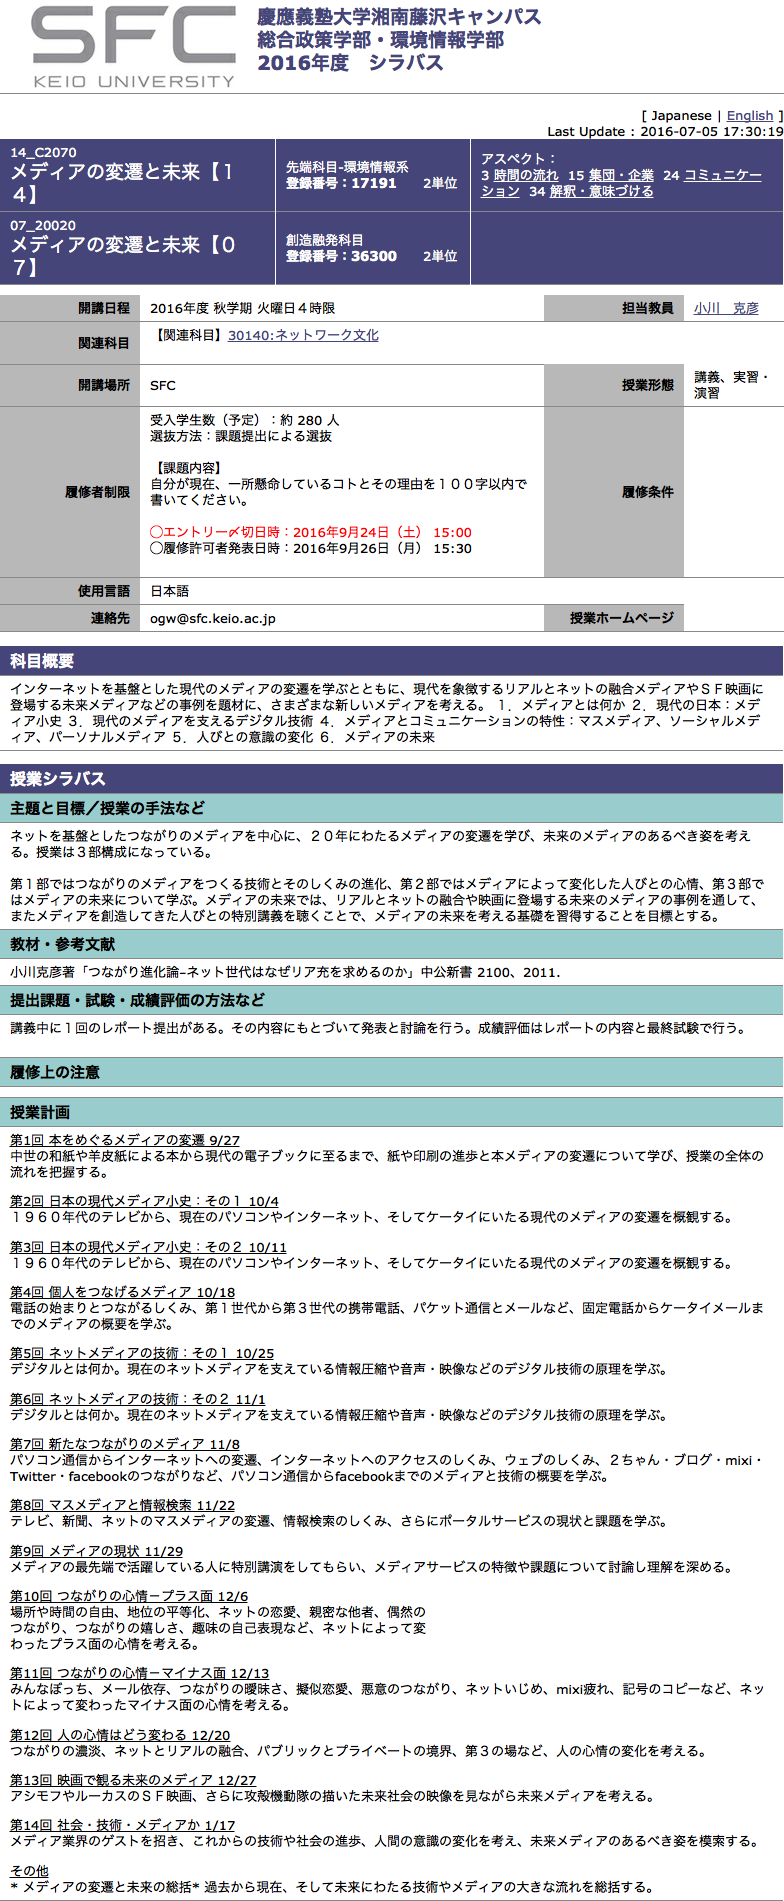 SFC
KEIO UNIVERSITY
慶應義塾大学湘南藤沢キャンパス
総合政策学部・環境情報学部
2016年度　シラバス
[ Japanese | English ]
Last Update : 2016-07-05 17:30:19
14_C2070
メディアの変遷と未来【1
4】
先端科目-環境情報系
登録番号：17191　　2単位
アスペクト：
3 時間の流れ 15 集団・企業 24 コミュニケー
ション 34 解釈・意味づける
07_20020
メディアの変遷と未来【0
7】
創造融発科目
登録番号：36300　　2単位
開講日程
2016年度 秋学期 火曜日４時限
担当教員
小川　克彦
関連科目
【関連科目】30140:ネットワーク文化
開講場所
SFC
授業形態
講義、実習・
演習
履修者制限
受入学生数（予定）：約 280 人
選抜方法：課題提出による選抜
【課題内容】
自分が現在、一所懸命しているコトとその理由を１００字以内で
書いてください。
◯エントリー〆切日時：2016年9月24日（土） 15:00
◯履修許可者発表日時：2016年9月26日（月） 15:30
履修条件
使用言語
日本語
連絡先
ogw@sfc.keio.ac.jp
授業ホームページ
科目概要
インターネットを基盤とした現代のメディアの変遷を学ぶとともに、現代を象徴するリアルとネットの融合メディアやＳＦ映画に
登場する未来メディアなどの事例を題材に、さまざまな新しいメディアを考える。 １．メディアとは何か ２．現代の日本：メデ
ィア小史 ３．現代のメディアを支えるデジタル技術 ４．メディアとコミュニケーションの特性：マスメディア、ソーシャルメデ
ィア、パーソナルメディア ５．人びとの意識の変化 ６．メディアの未来
授業シラバス
主題と目標／授業の手法など
ネットを基盤としたつながりのメディアを中心に、２０年にわたるメディアの変遷を学び、未来のメディアのあるべき姿を考え
る。授業は３部構成になっている。
第１部ではつながりのメディアをつくる技術とそのしくみの進化、第２部ではメディアによって変化した人びとの心情、第３部で
はメディアの未来について学ぶ。メディアの未来では、リアルとネットの融合や映画に登場する未来のメディアの事例を通して、
またメディアを創造してきた人びとの特別講義を聴くことで、メディアの未来を考える基礎を習得することを目標とする。
教材・参考文献
小川克彦著「つながり進化論–ネット世代はなぜリア充を求めるのか」中公新書 2100、2011.
提出課題・試験・成績評価の方法など
講義中に１回のレポート提出がある。その内容にもとづいて発表と討論を行う。成績評価はレポートの内容と最終試験で行う。
履修上の注意
授業計画
第1回 本をめぐるメディアの変遷 9/27
中世の和紙や羊皮紙による本から現代の電子ブックに至るまで、紙や印刷の進歩と本メディアの変遷について学び、授業の全体の
流れを把握する。
第2回 日本の現代メディア小史：その１ 10/4
１９６０年代のテレビから、現在のパソコンやインターネット、そしてケータイにいたる現代のメディアの変遷を概観する。
第3回 日本の現代メディア小史：その２ 10/11
１９６０年代のテレビから、現在のパソコンやインターネット、そしてケータイにいたる現代のメディアの変遷を概観する。
第4回 個人をつなげるメディア 10/18
電話の始まりとつながるしくみ、第１世代から第３世代の携帯電話、パケット通信とメールなど、固定電話からケータイメールま
でのメディアの概要を学ぶ。
第5回 ネットメディアの技術：その１ 10/25
デジタルとは何か。現在のネットメディアを支えている情報圧縮や音声・映像などのデジタル技術の原理を学ぶ。
第6回 ネットメディアの技術：その２ 11/1
デジタルとは何か。現在のネットメディアを支えている情報圧縮や音声・映像などのデジタル技術の原理を学ぶ。
第7回 新たなつながりのメディア 11/8
パソコン通信からインターネットへの変遷、インターネットへのアクセスのしくみ、ウェブのしくみ、２ちゃん・ブログ・mixi・
Twitter・facebookのつながりなど、パソコン通信からfacebookまでのメディアと技術の概要を学ぶ。
第8回 マスメディアと情報検索 11/22
テレビ、新聞、ネットのマスメディアの変遷、情報検索のしくみ、さらにポータルサービスの現状と課題を学ぶ。
第9回 メディアの現状 11/29
メディアの最先端で活躍している人に特別講演をしてもらい、メディアサービスの特徴や課題について討論し理解を深める。
第10回 つながりの心情－プラス面 12/6
場所や時間の自由、地位の平等化、ネットの恋愛、親密な他者、偶然の
つながり、つながりの嬉しさ、趣味の自己表現など、ネットによって変
わったプラス面の心情を考える。
第11回 つながりの心情－マイナス面 12/13
みんなぼっち、メール依存、つながりの曖昧さ、擬似恋愛、悪意のつながり、ネットいじめ、mixi疲れ、記号のコピーなど、ネッ
トによって変わったマイナス面の心情を考える。
第12回 人の心情はどう変わる 12/20
つながりの濃淡、ネットとリアルの融合、パブリックとプライベートの境界、第３の場など、人の心情の変化を考える。
第13回 映画で観る未来のメディア 12/27
アシモフやルーカスのＳＦ映画、さらに攻殻機動隊の描いた未来社会の映像を見ながら未来メディアを考える。
第14回 社会・技術・メディアか 1/17
メディア業界のゲストを招き、これからの技術や社会の進歩、人間の意識の変化を考え、未来メディアのあるべき姿を模索する。
その他
* メディアの変遷と未来の総括* 過去から現在、そして未来にわたる技術やメディアの大きな流れを総括する。